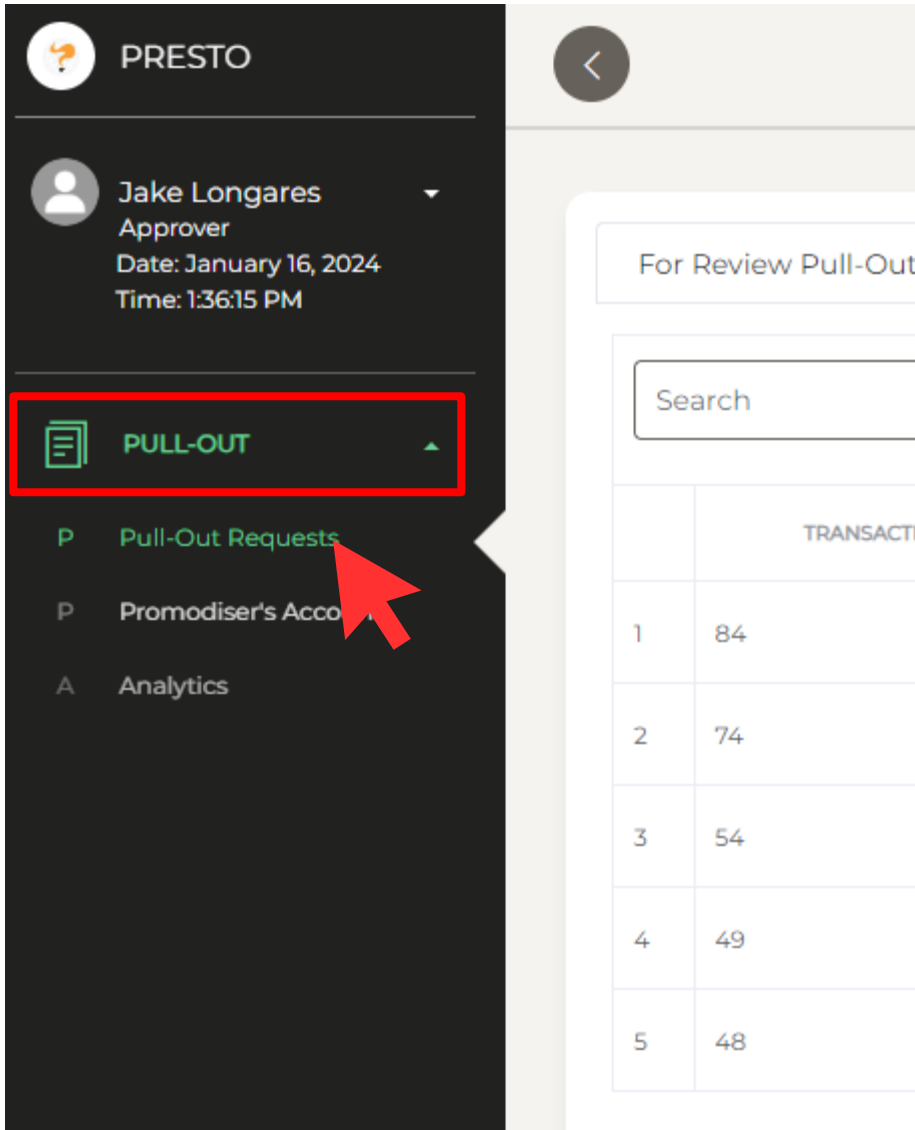 PRESTO
Jake Longares
Approver
Date: January 16, 2024
Time: 1:36:15 PM
PULL-OUT
P Pull-Out Requests
P Promodiser's
A Analytics
For Review Pull-Out
Search
1 84
2 74
3 54
4 49
5 48